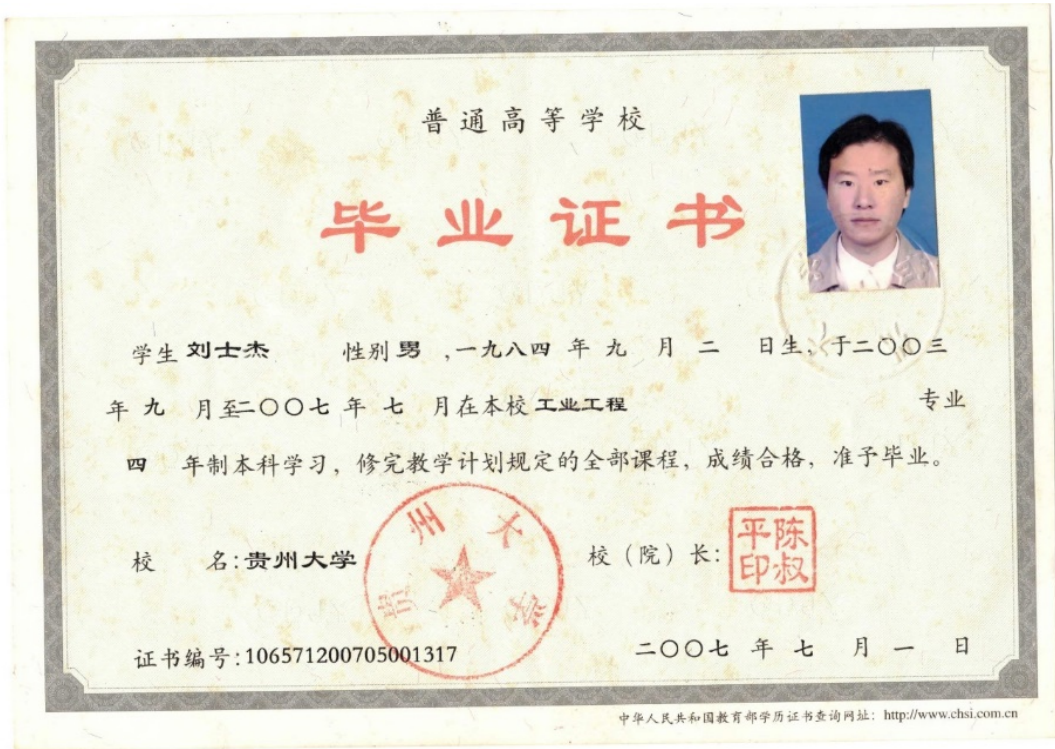 普通高等学校
毕业证书
学生 刘士杰 性别 男 ,一九八四 年 九 月 二 日生、于二〇〇三
年 九 月至二〇〇七 年 七 月在本校 工业工程 专业
四 年制本科学习，修完教学计划规定的全部课程，成绩合格，准予毕业。
校 名:贵州大学
贵州大学
校（院）长:
陈叔平印
证书编号:106571200705001317
二〇〇七 年 七 月 一 日
中华人民共和国教育部学历证书查询网址：http://www.chsi.com.cn